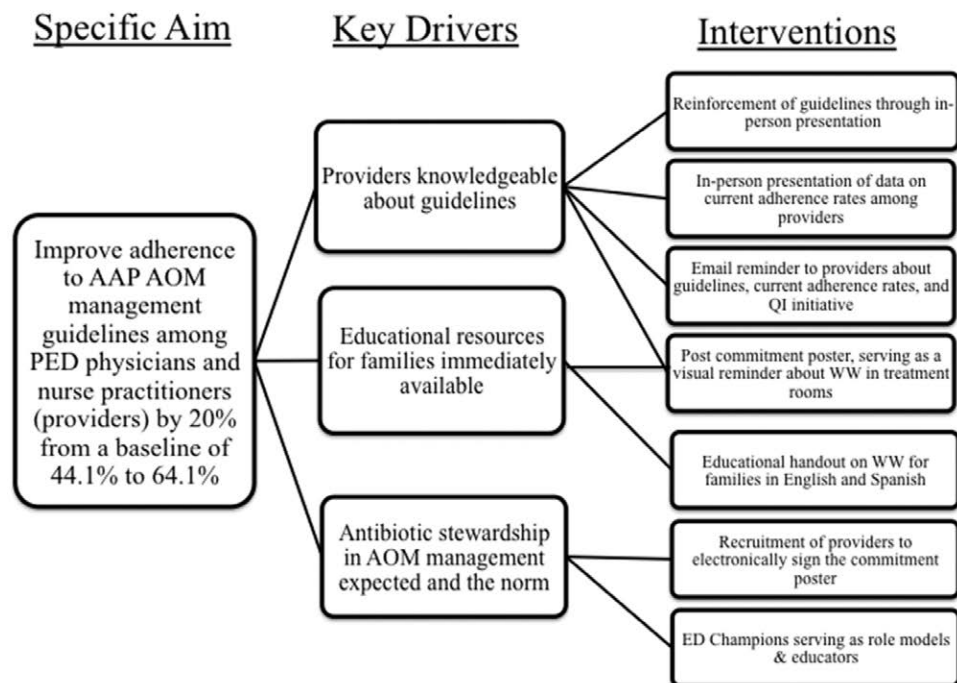 Specific Aim
Key Drivers
Interventions
Improve adherence
to AAP AOM
management
guidelines among
PED physicians and
nurse practitioners
(providers) by 20%
from a baseline of
44.1% to 64.1%
Providers knowledgeable
about guidelines
Educational resources
for families immediately
available
Antibiotic stewardship
in AOM management
expected and the norm
Reinforcement of guidelines through in-
person presentation
In-person presentation of data on
current adherence rates among
providers
Email reminder to providers about
guidelines, current adherence rates, and
QI initiative
Post commitment poster, serving as a
visual reminder about WW in treatment
rooms
Educational handout on WW for
families in English and Spanish
Recruitment of providers to
electronically sign the commitment
poster
ED Champions serving as role models
& educators